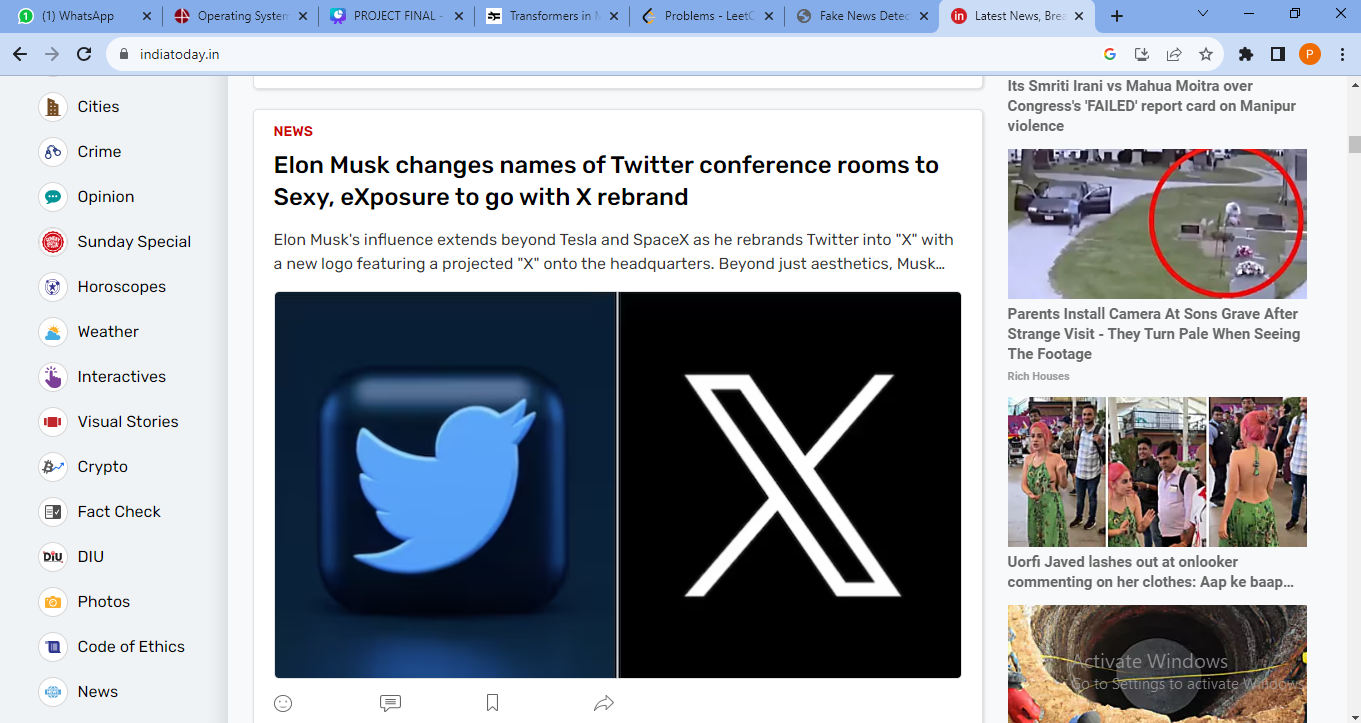 (1) WhatsApp
Operating System
PROJECT FINAL -
Transformers in M
Problems - LeetC
Fake News Detec
Latest News, Brea
indiatoday.in
P
Cities
Crime
Opinion
Sunday Special
Horoscopes
Weather
Interactives
Visual Stories
Crypto
Fact Check
DIU
DIU
Photos
Code of Ethics
News
NEWS
Elon Musk changes names of Twitter conference rooms to
Sexy, eXposure to go with X rebrand
Elon Musk's influence extends beyond Tesla and SpaceX as he rebrands Twitter into "X" with
a new logo featuring a projected "X" onto the headquarters. Beyond just aesthetics, Musk...
Its Smriti Irani vs Mahua Moitra over
Congress's 'FAILED' report card on Manipur
violence
Parents Install Camera At Sons Grave After
Strange Visit - They Turn Pale When Seeing
The Footage
Rich Houses
Uorfi Javed lashes out at onlooker
commenting on her clothes: Aap ke baap...
Activate Windows
Go to Settings to activate Windows.